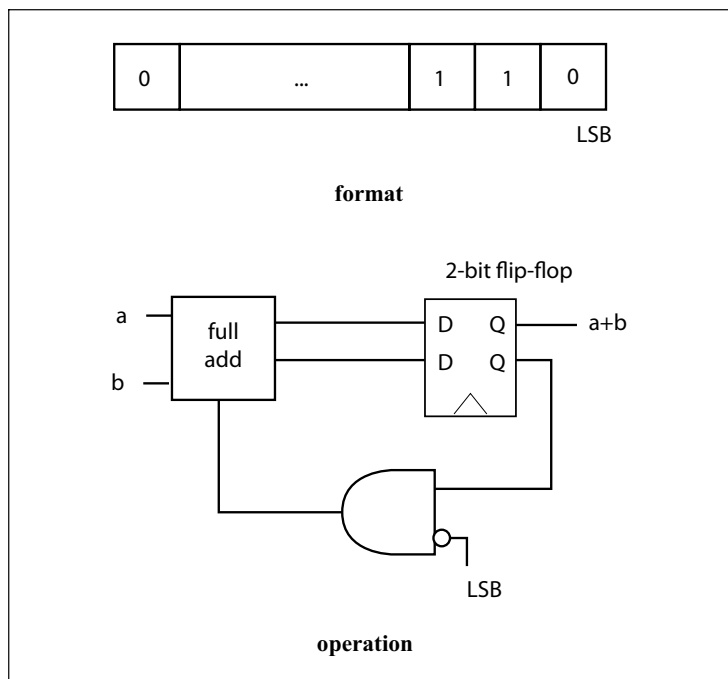 0 ... 1 1 0
LSB
format
2-bit flip-flop
a
full
add
D Q
a+b
b
D Q
LSB
operation